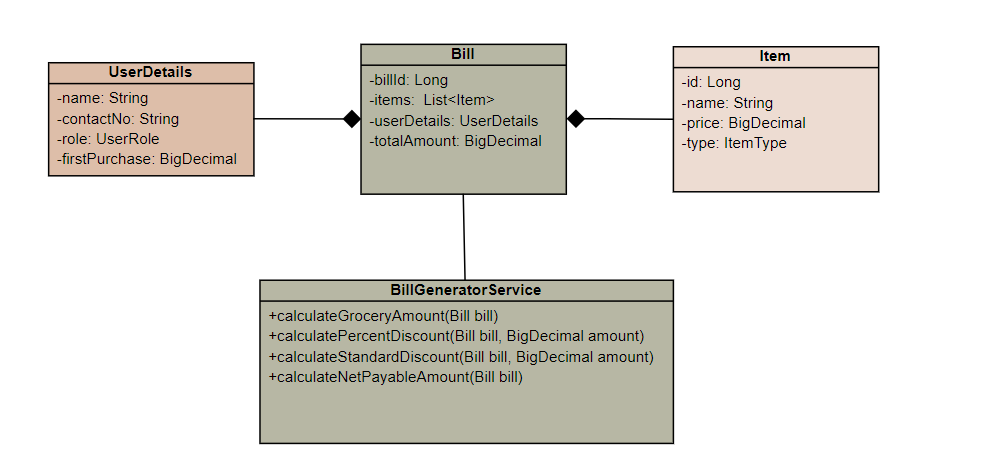 UserDetails
-name: String
-contactNo: String
-role: UserRole
-firstPurchase: BigDecimal
Bill
-billId: Long
-items:  List<Item>
-userDetails: UserDetails
-totalAmount: BigDecimal
Item
-id: Long
-name: String
-price: BigDecimal
-type: ItemType
BillGeneratorService
+calculateGroceryAmount(Bill bill)
+calculatePercentDiscount(Bill bill, BigDecimal amount)
+calculateStandardDiscount(Bill bill, BigDecimal amount)
+calculateNetPayableAmount(Bill bill)